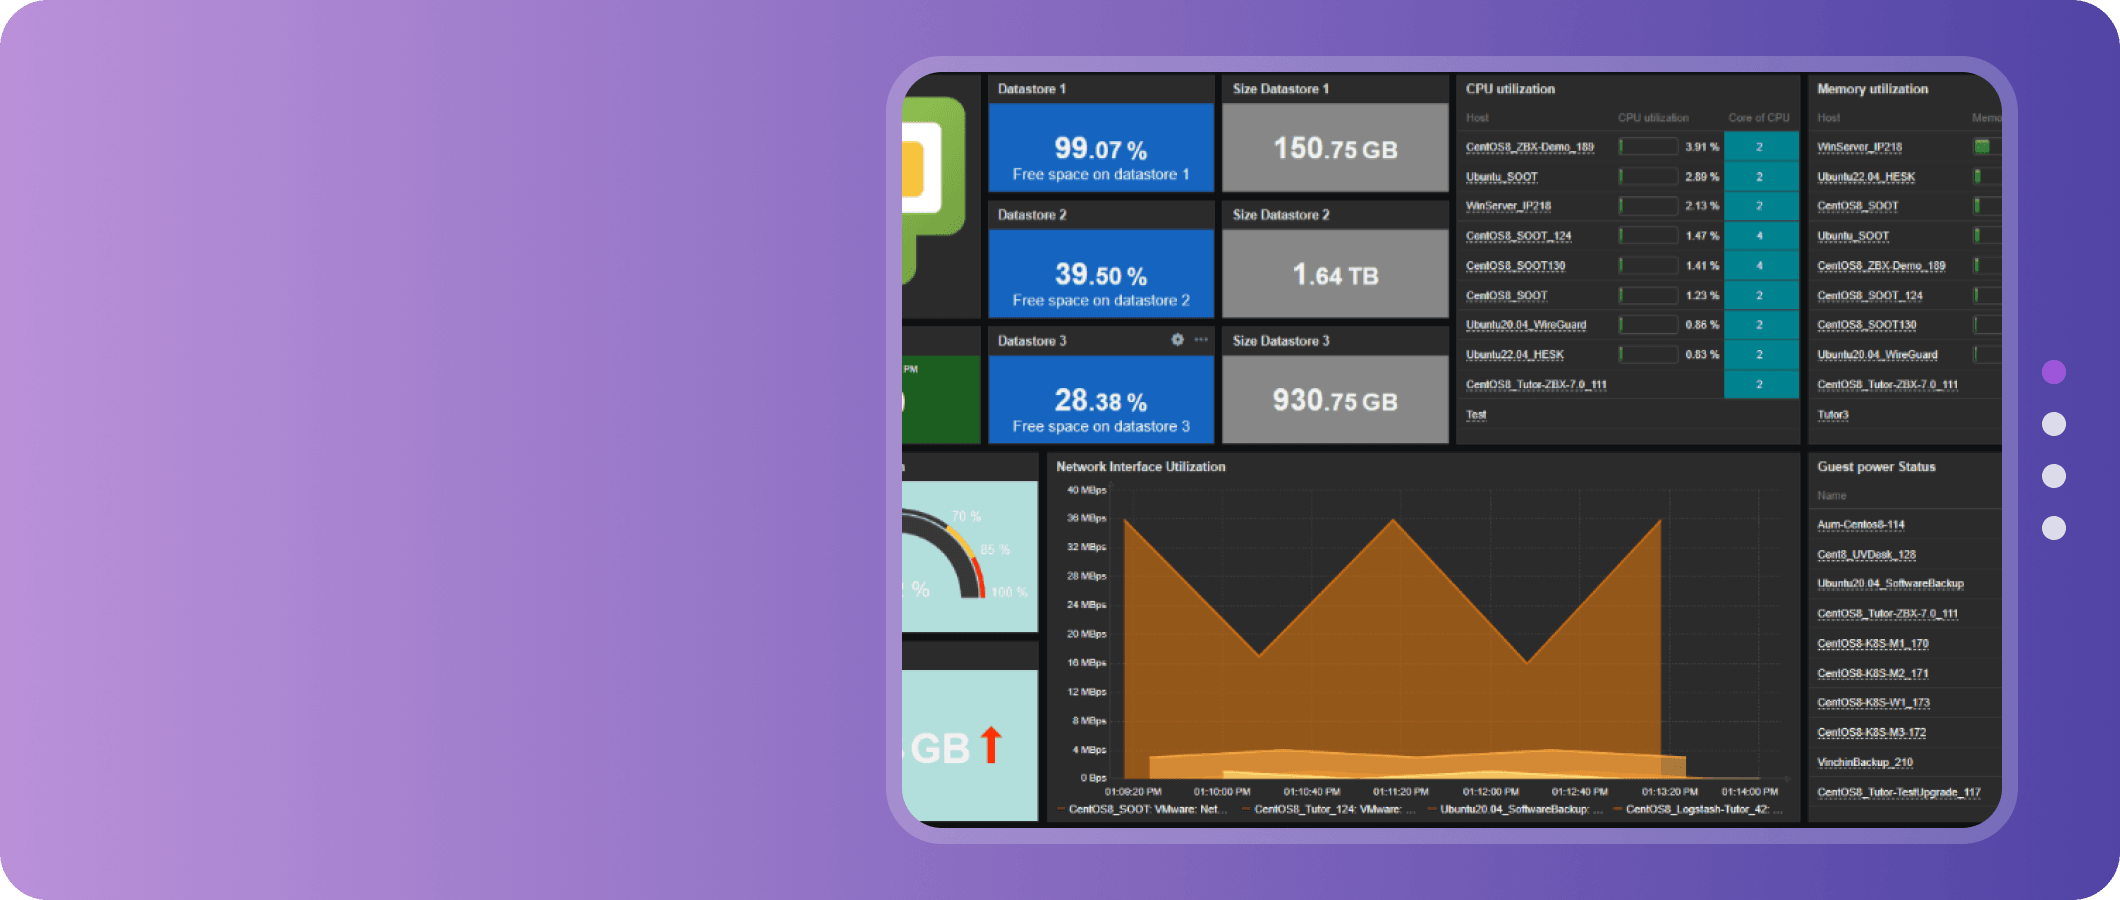 Datastore 1
99.07 %
Free space on datastore 1
Size Datastore 1
150.75 GB
Datastore 2
39.50 %
Free space on datastore 2
Size Datastore 2
1.64 TB
Datastore 3
28.38 %
Free space on datastore 3
Size Datastore 3
930.75 GB
PM
CPU utilization
Host CPU utilization Core of CPU
CentOS8_ZBX-Demo_189 3.91 % 2
Ubuntu_SOOT 2.89 % 2
WinServer_IP218 2.13 % 2
CentOS8_SOOT_124 1.47 % 4
CentOS8_SOOT130 1.41 % 4
CentOS8_SOOT 1.23 % 2
Ubuntu20.04_WireGuard 0.86 % 2
Ubuntu22.04_HESK 0.83 % 2
CentOS8_Tutor-ZBX-7.0_111 2
Test
Memory utilization
Host Memo
WinServer_IP218
Ubuntu22.04_HESK
CentOS8_SOOT
Ubuntu_SOOT
CentOS8_ZBX-Demo_189
CentOS8_SOOT_124
CentOS8_SOOT130
Ubuntu20.04_WireGuard
CentOS8_Tutor-ZBX-7.0_111
Tutor3
70 %
85 %
100 %
%
GB
Network Interface Utilization
40 MBps
36 MBps
32 MBps
28 MBps
24 MBps
20 MBps
16 MBps
12 MBps
8 MBps
4 MBps
0 Bps
01:09:20 PM 01:10:00 PM 01:10:40 PM 01:11:20 PM 01:12:00 PM 01:12:40 PM 01:13:20 PM 01:14:00 PM
CentOS8_SOOT: VMware: Net... CentOS8_Tutor_124: VMware: ... Ubuntu20.04_SoftwareBackup: ... CentOS8_Logstash-Tutor_42: ...
Guest power Status
Name
Aum-Centos8-114
Cent8_UVDesk_128
Ubuntu20.04_SoftwareBackup
CentOS8_Tutor-ZBX-7.0_111
CentOS8-K8S-M1_170
CentOS8-K8S-M2_171
CentOS8-K8S-W1_173
CentOS8-K8S-M3-172
VinchinBackup_210
CentOS8_Tutor-TestUpgrade_117